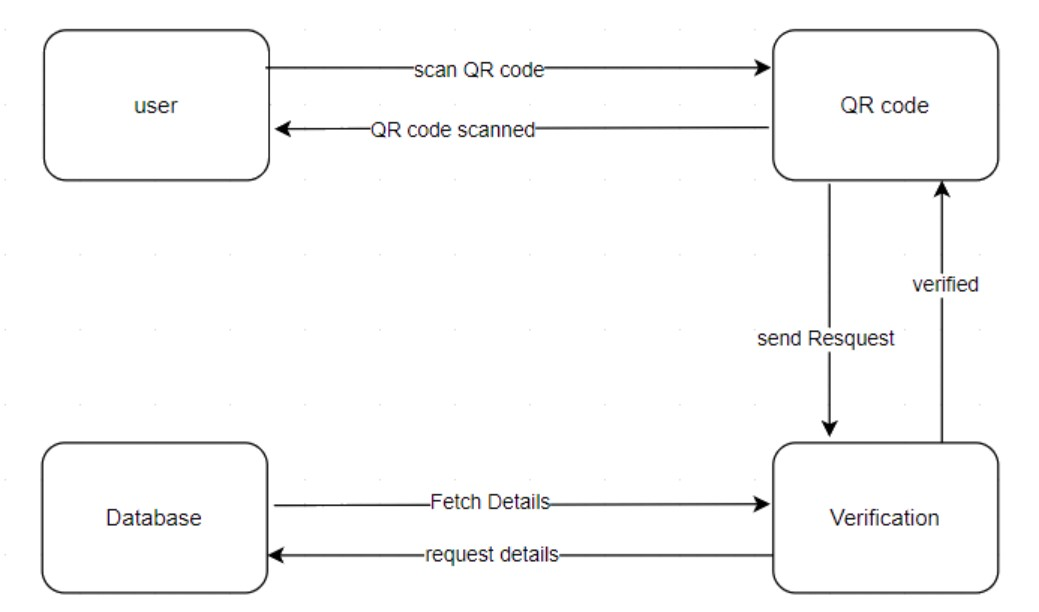 user
scan QR code
QR code
QR code scanned
verified
send Resquest
Database
Fetch Details
Verification
request details